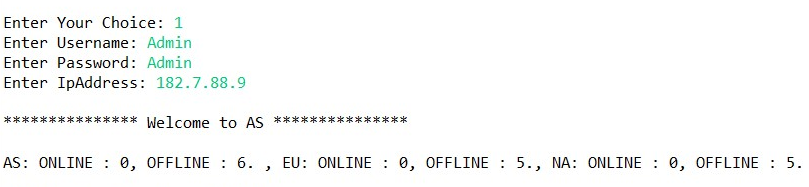 Enter Your Choice: 1
Enter Username: Admin
Enter Password: Admin
Enter IpAddress: 182.7.88.9
*************** Welcome to AS ***************
AS: ONLINE : 0, OFFLINE : 6. , EU: ONLINE : 0, OFFLINE : 5., NA: ONLINE : 0, OFFLINE : 5.